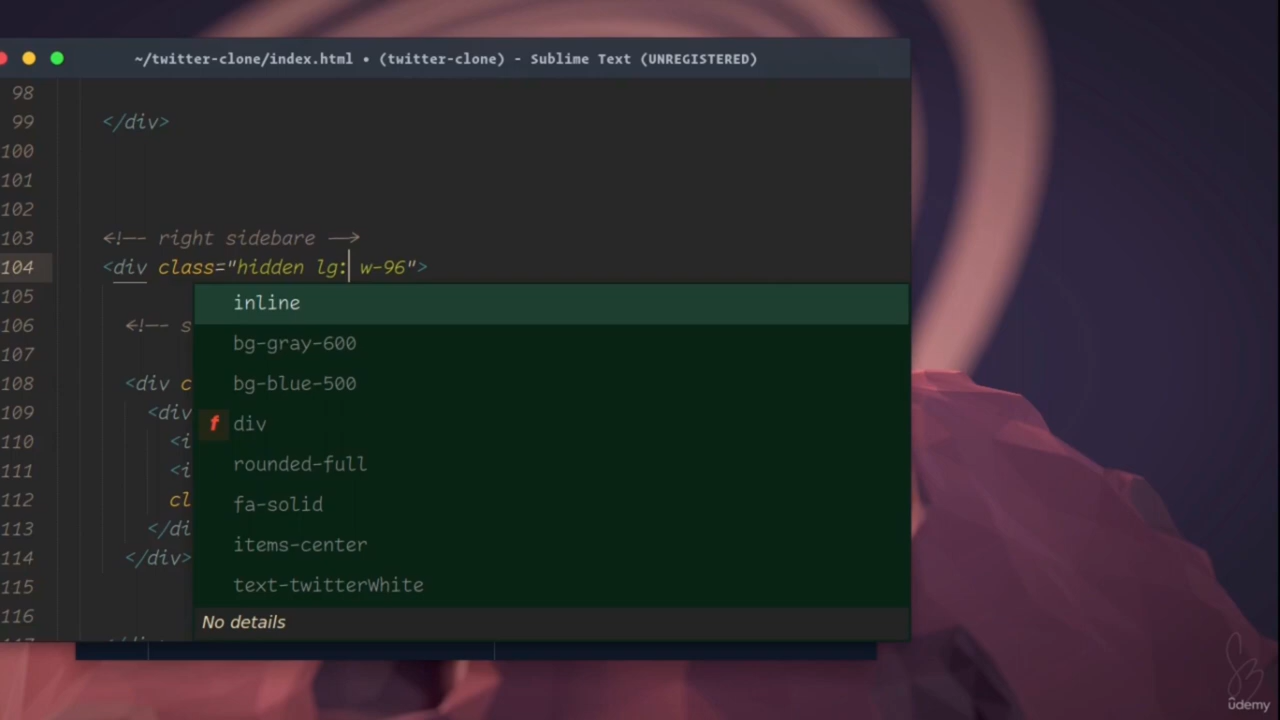 ~/twitter-clone/index.html • (twitter-clone) - Sublime Text (UNREGISTERED)
98
99 </div>
100
101
102
103 <!-- right sidebare -->
104 <div class="hidden lg: w-96">
105 inline
106 <!-- s
bg-gray-600
107
108 <div c bg-blue-500
109 <div f div
110 <i
111 <i rounded-full
112 cl fa-solid
113 </di items-center
114 </div>
115 text-twitterWhite
116
No details
udemy